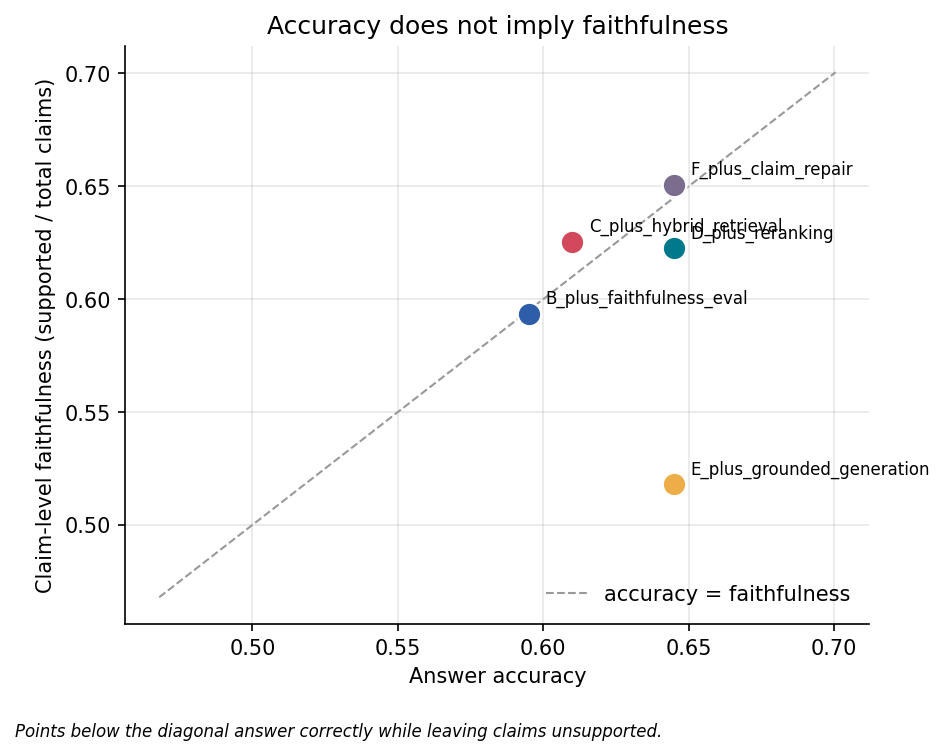 Accuracy does not imply faithfulness
Claim-level faithfulness (supported / total claims)
0.70
0.65
0.60
0.55
0.50
F_plus_claim_repair
C_plus_hybrid_retrieval
D_plus_reranking
B_plus_faithfulness_eval
E_plus_grounded_generation
accuracy = faithfulness
0.50 0.55 0.60 0.65 0.70
Answer accuracy
Points below the diagonal answer correctly while leaving claims unsupported.